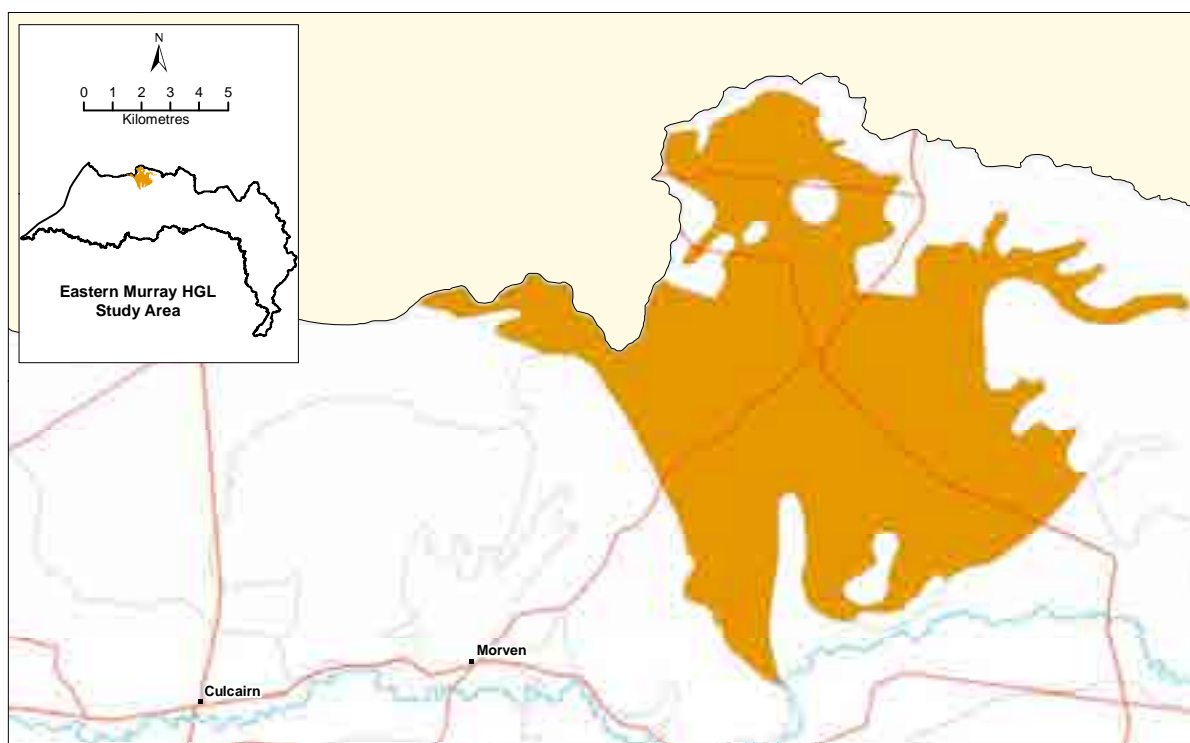 N
0 1 2 3 4 5
Kilometres
Eastern Murray HGL
Study Area
Morven
Culcairn